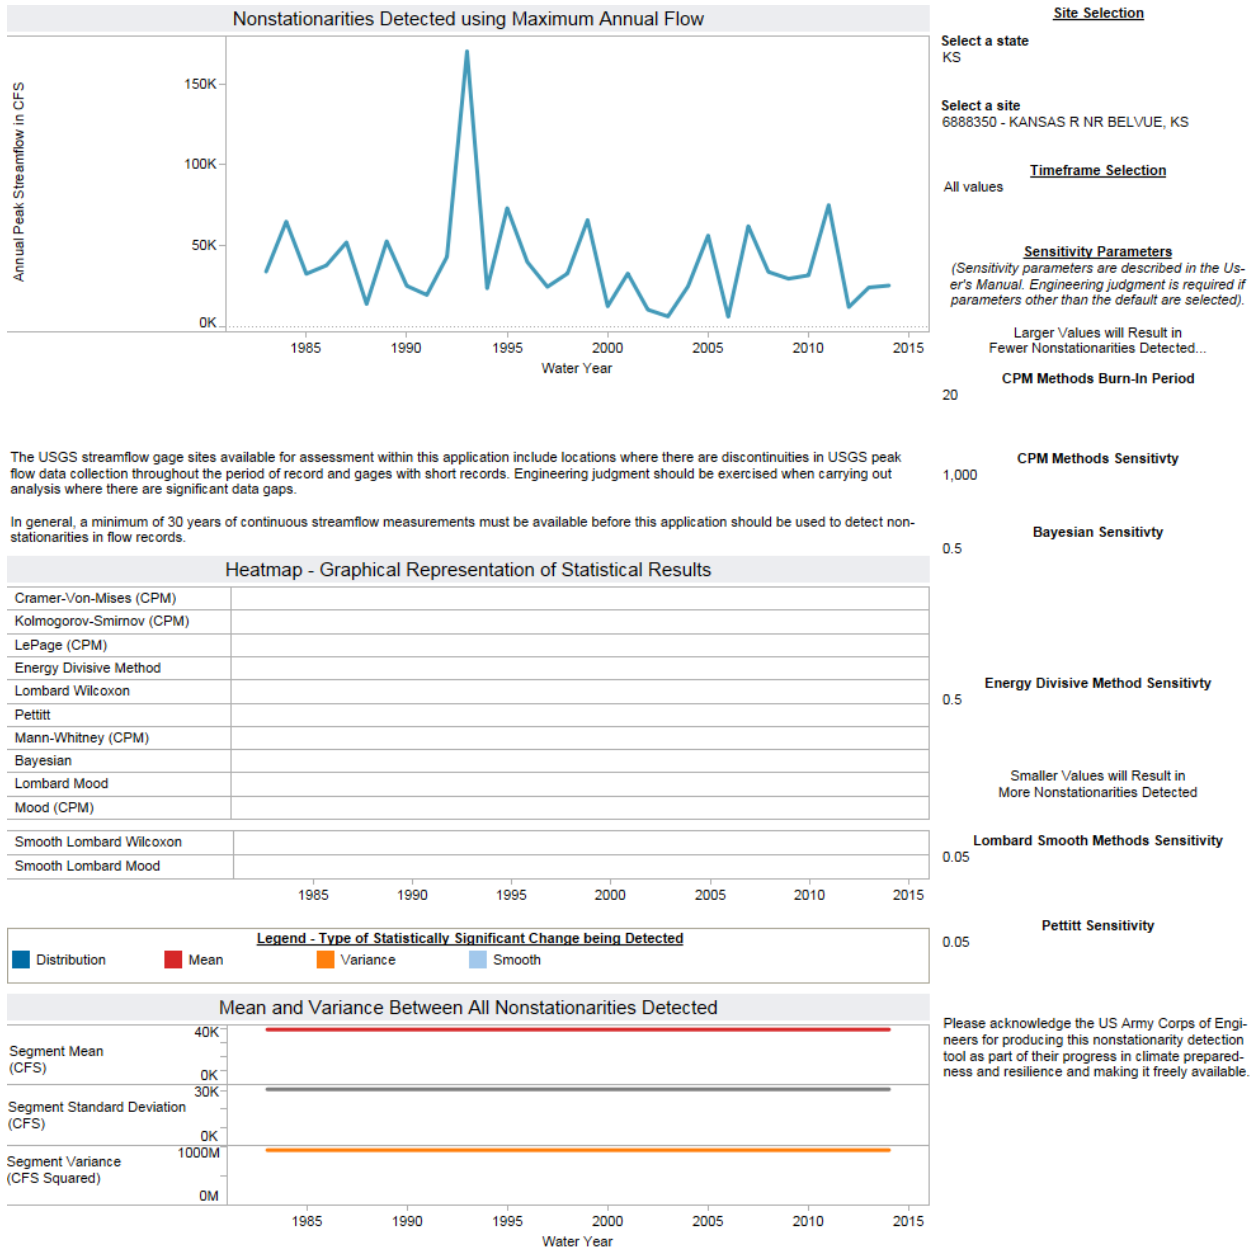 Nonstationarities Detected using Maximum Annual Flow
Annual Peak Streamflow in CFS
150K
100K
50K
0K
1985 1990 1995 2000 2005 2010 2015
Water Year
Site Selection
Select a state
KS
Select a site
6888350 - KANSAS R NR BELVUE, KS
Timeframe Selection
All values
Sensitivity Parameters
(Sensitivity parameters are described in the Us-
er's Manual. Engineering judgment is required if
parameters other than the default are selected).
Larger Values will Result in
Fewer Nonstationarities Detected...
CPM Methods Burn-In Period
20
CPM Methods Sensitivty
1,000
Bayesian Sensitivty
0.5
Energy Divisive Method Sensitivty
0.5
Smaller Values will Result in
More Nonstationarities Detected
Lombard Smooth Methods Sensitivity
0.05
Pettitt Sensitivity
0.05
Please acknowledge the US Army Corps of Engi-
neers for producing this nonstationarity detection
tool as part of their progress in climate prepared-
ness and resilience and making it freely available.
The USGS streamflow gage sites available for assessment within this application include locations where there are discontinuities in USGS peak
flow data collection throughout the period of record and gages with short records. Engineering judgment should be exercised when carrying out
analysis where there are significant data gaps.
In general, a minimum of 30 years of continuous streamflow measurements must be available before this application should be used to detect non-
stationarities in flow records.
Heatmap - Graphical Representation of Statistical Results
Cramer-Von-Mises (CPM)
Kolmogorov-Smirnov (CPM)
LePage (CPM)
Energy Divisive Method
Lombard Wilcoxon
Pettitt
Mann-Whitney (CPM)
Bayesian
Lombard Mood
Mood (CPM)
Smooth Lombard Wilcoxon
Smooth Lombard Mood
1985 1990 1995 2000 2005 2010 2015
Legend - Type of Statistically Significant Change being Detected
Distribution Mean Variance Smooth
Mean and Variance Between All Nonstationarities Detected
Segment Mean
(CFS)
40K
0K
Segment Standard Deviation
(CFS)
30K
0K
Segment Variance
(CFS Squared)
1000M
0M
1985 1990 1995 2000 2005 2010 2015
Water Year